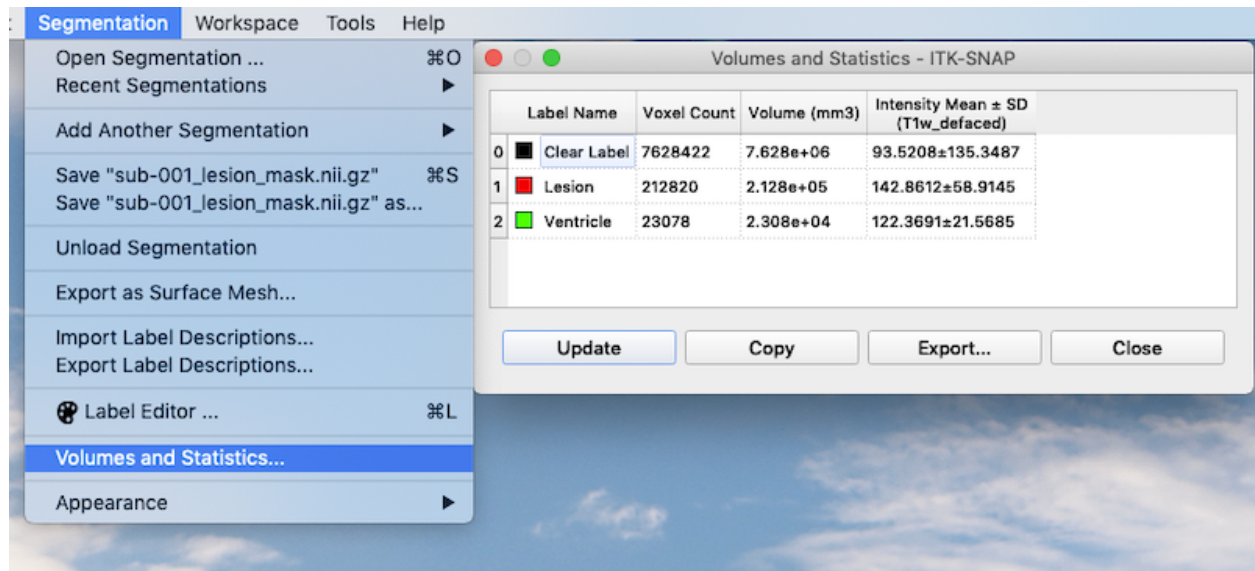 Segmentation Workspace Tools Help
Open Segmentation ... ⌘O
Recent Segmentations ▶
Add Another Segmentation ▶
Save "sub-001_lesion_mask.nii.gz" ⌘S
Save "sub-001_lesion_mask.nii.gz" as...
Unload Segmentation
Export as Surface Mesh...
Import Label Descriptions...
Export Label Descriptions...
Label Editor ... ⌘L
Volumes and Statistics...
Appearance ▶
Volumes and Statistics - ITK-SNAP
Label Name Voxel Count Volume (mm3) Intensity Mean ± SD
(T1w_defaced)
0 Clear Label 7628422 7.628e+06 93.5208±135.3487
1 Lesion 212820 2.128e+05 142.8612±58.9145
2 Ventricle 23078 2.308e+04 122.3691±21.5685
Update Copy Export... Close